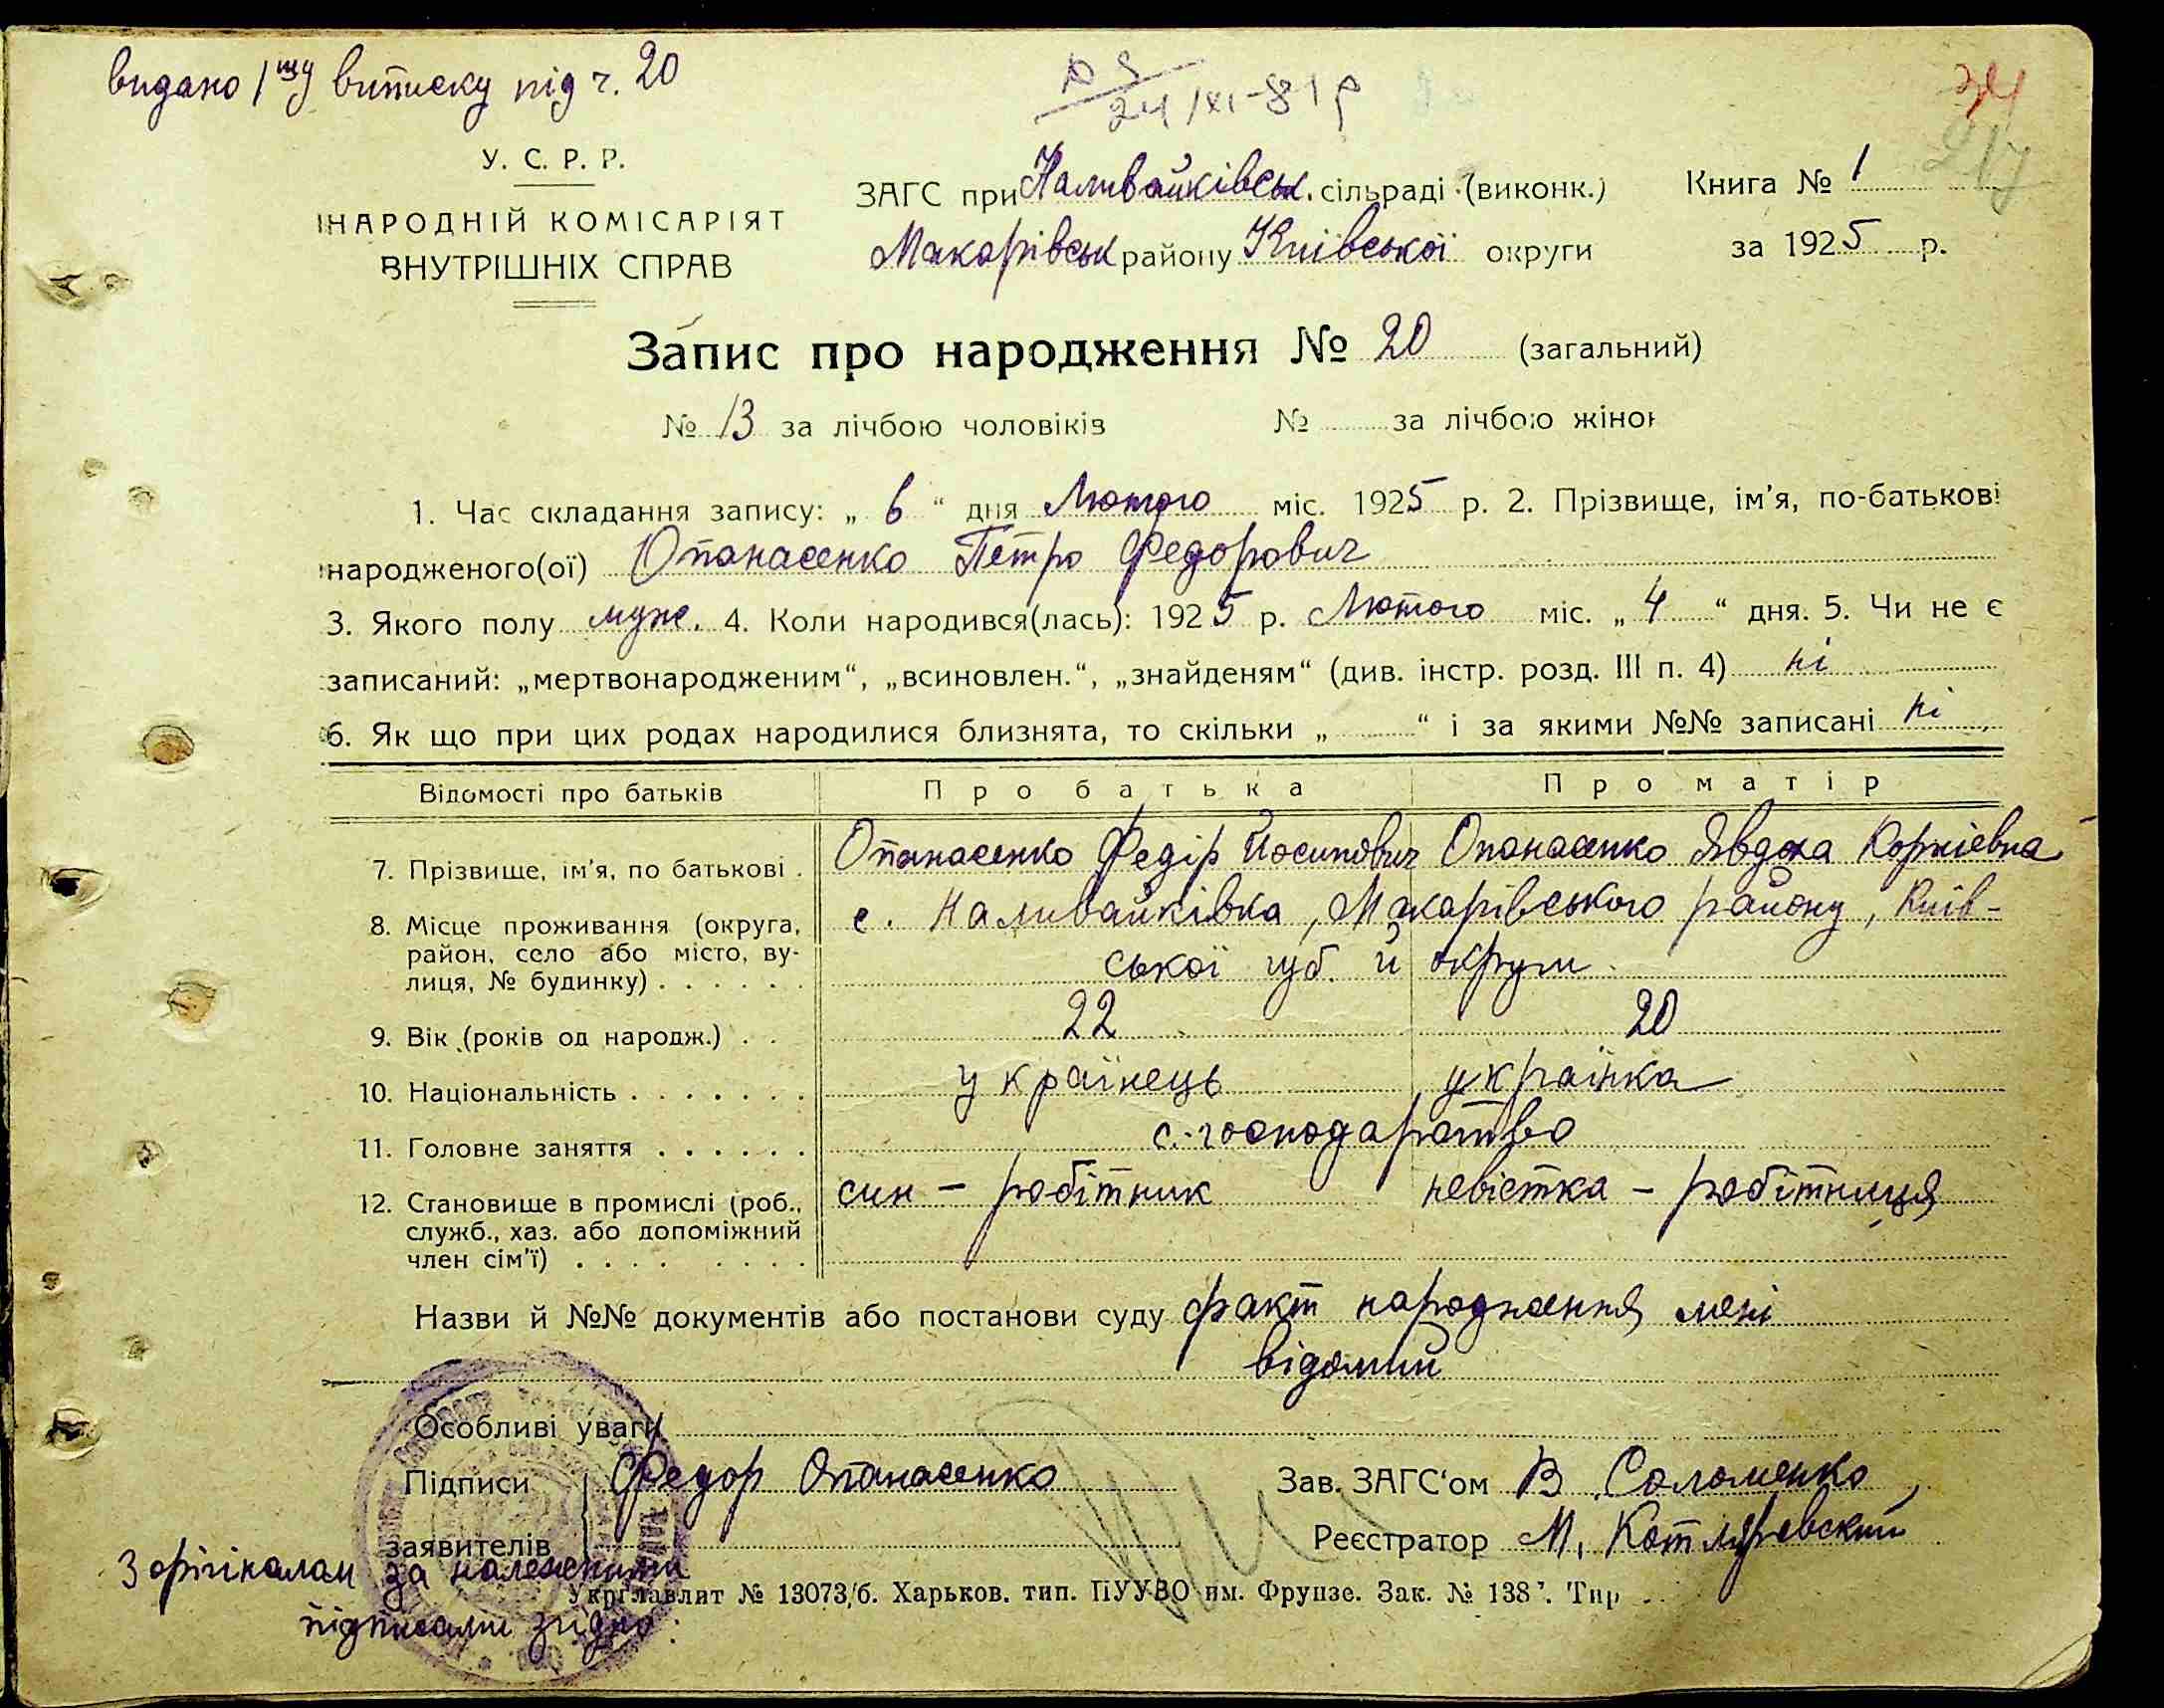 видано 1шу виписку під ч. 20
24/XI-81р
У. С. Р. Р.
НАРОДНІЙ КОМІСАРІЯТ
ВНУТРІШНІХ СПРАВ
ЗАГС при Наливайківськ. сільраді (виконк.)
Макарівськ району Київської округи
Книга № 1
217
за 1925 р.
Запис про народження № 20 (загальний)
№ 13 за лічбою чоловіків № за лічбою жінок
1. Час складання запису: „ 6 “ дня Лютого міс. 1925 р. 2. Прізвище, ім’я, по-батькові
народженого(ої) Опанасенко Петро Федорович
3. Якого полу муж. 4. Коли народився(лась): 1925 р. Лютого міс. „ 4 “ дня. 5. Чи не є
записаний: „мертвонародженим“, „всиновлен.“, „знайденям“ (див. інстр. розд. III п. 4) ні
6. Як що при цих родах народилися близнята, то скільки „ “ і за якими №№ записані ні
Відомості про батьків Про батька Про матір
7. Прізвище, ім’я, по батькові . Опанасенко Федір Йосипович Опанасенко Явдоха Корніевна
8. Місце проживання (округа, с. Наливайківка, Макарівського району, Київ-
район, село або місто, ву-
лиця, № будинку) . . . . . . ської губ. й округи.
9. Вік (років од народж.) . . 22 20
10. Національність . . . . . . . українець українка
11. Головне заняття . . . . . . с.-господарство
12. Становище в промислі (роб., син – робітник невістка – робітниця
служб., хаз. або допоміжний
член сім’ї) . . . . . . . .
Назви й №№ документів або постанови суду факт народження мені
відомий
Особливі уваги
Підписи Федор Опанасенко
заявителів
Зав. ЗАГС‘ом В. Соломенко
Реєстратор М. Котляревский
З орігіналам за належними
підписами згідно:
Укрглавлит № 13073/б. Харьков. тип. ПУУВО им. Фрунзе. Зак. № 138